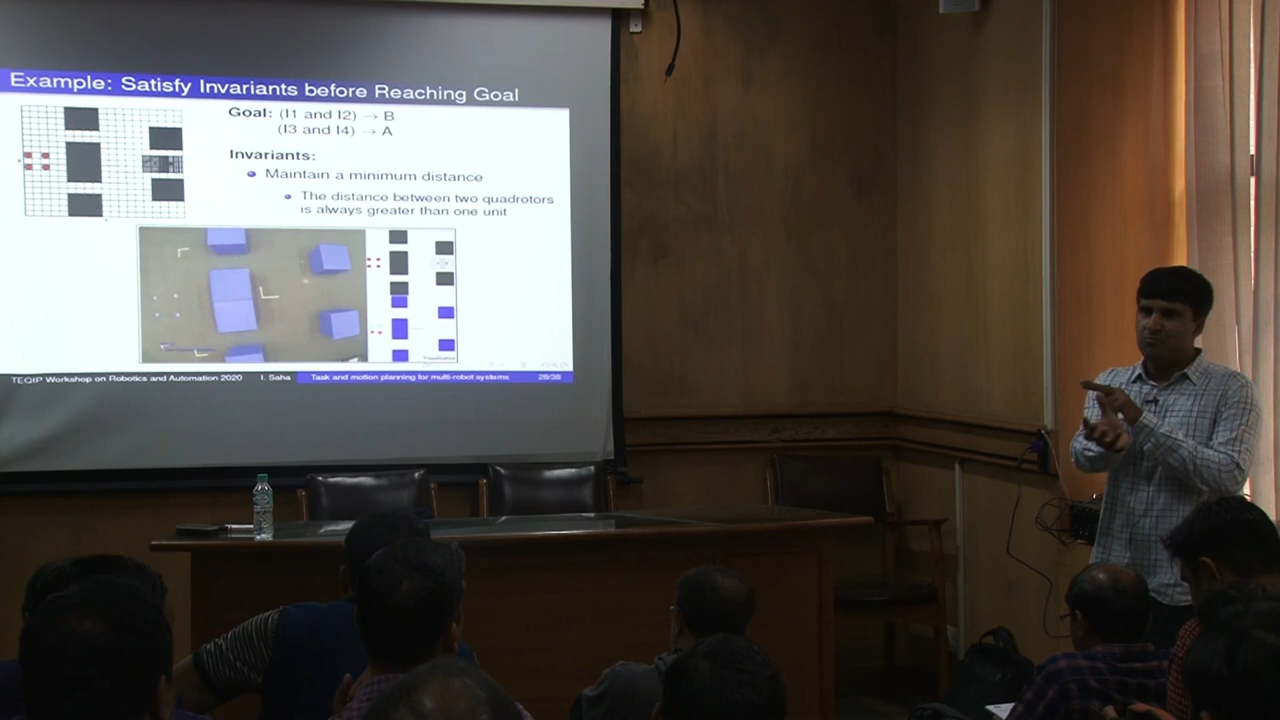 Example: Satisfy Invariants before Reaching Goal
Goal: (I1 and I2) → B
(I3 and I4) → A
Invariants:
Maintain a minimum distance
The distance between two quadrotors
is always greater than one unit
TEQIP Workshop on Robotics and Automation 2020 I. Saha Task and motion planning for multi-robot systems 28/38